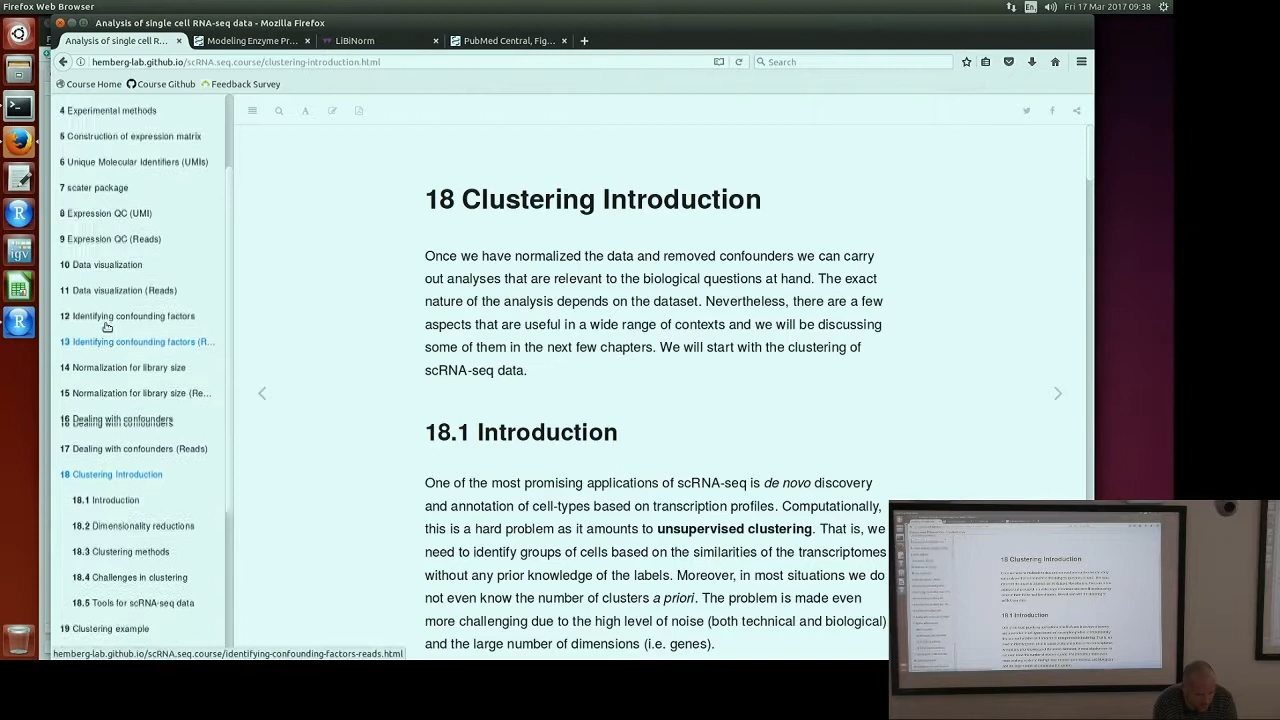 Firefox Web Browser
En
Fri 17 Mar 2017 09:38
Analysis of single cell RNA-seq data - Mozilla Firefox
Analysis of single cell R... ×
Modeling Enzyme Pr... ×
LiBiNorm ×
PubMed Central, Fig... ×
hemberg-lab.github.io/scRNA.seq.course/clustering-introduction.html
Search
Course Home
Course Github
Feedback Survey
4 Experimental methods
5 Construction of expression matrix
6 Unique Molecular Identifiers (UMIs)
7 scater package
8 Expression QC (UMI)
9 Expression QC (Reads)
10 Data visualization
11 Data visualization (Reads)
12 Identifying confounding factors
13 Identifying confounding factors (R...
14 Normalization for library size
15 Normalization for library size (Re...
16 Dealing with confounders
17 Dealing with confounders (Reads)
18 Clustering Introduction
18.1 Introduction
18.2 Dimensionality reductions
18.3 Clustering methods
18.4 Challenges in clustering
18.5 Tools for scRNA-seq data
19 Clustering example
hemberg-lab.github.io/scRNA.seq.course/identifying-confounding-factors-reads.html
A
18 Clustering Introduction
Once we have normalized the data and removed confounders we can carry
out analyses that are relevant to the biological questions at hand. The exact
nature of the analysis depends on the dataset. Nevertheless, there are a few
aspects that are useful in a wide range of contexts and we will be discussing
some of them in the next few chapters. We will start with the clustering of
scRNA-seq data.
18.1 Introduction
One of the most promising applications of scRNA-seq is de novo discovery
and annotation of cell-types based on transcription profiles. Computationally,
this is a hard problem as it amounts to unsupervised clustering. That is, we
need to identify groups of cells based on the similarities of the transcriptomes
without any prior knowledge of the labels. Moreover, in most situations we do
not even know the number of clusters a priori. The problem is made even
more challenging due to the high level of noise (both technical and biological)
and the large number of dimensions (i.e. genes).
R
igv
R
18 Clustering Introduction
18.1 Introduction